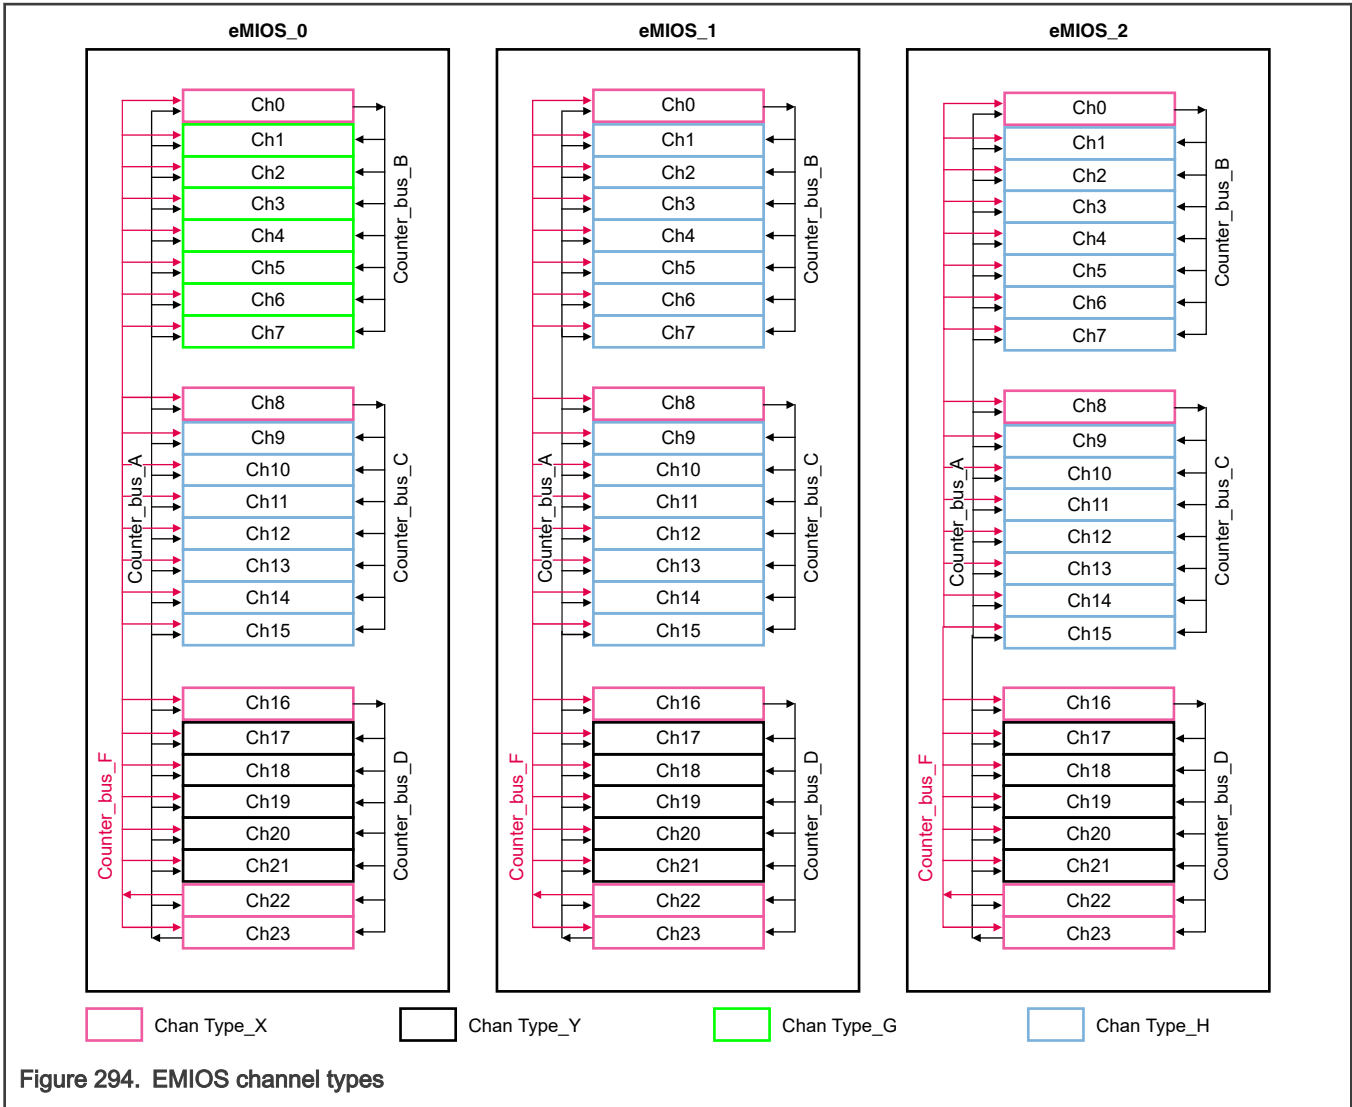 eMIOS_0
Ch0
Ch1
Ch2
Ch3
Ch4
Ch5
Ch6
Ch7
Counter_bus_B
Ch8
Ch9
Ch10
Ch11
Ch12
Ch13
Ch14
Ch15
Counter_bus_A
Counter_bus_C
Ch16
Ch17
Ch18
Ch19
Ch20
Ch21
Ch22
Ch23
Counter_bus_F
Counter_bus_D
eMIOS_1
Ch0
Ch1
Ch2
Ch3
Ch4
Ch5
Ch6
Ch7
Counter_bus_B
Ch8
Ch9
Ch10
Ch11
Ch12
Ch13
Ch14
Ch15
Counter_bus_A
Counter_bus_C
Ch16
Ch17
Ch18
Ch19
Ch20
Ch21
Ch22
Ch23
Counter_bus_F
Counter_bus_D
eMIOS_2
Ch0
Ch1
Ch2
Ch3
Ch4
Ch5
Ch6
Ch7
Counter_bus_B
Ch8
Ch9
Ch10
Ch11
Ch12
Ch13
Ch14
Ch15
Counter_bus_A
Counter_bus_C
Ch16
Ch17
Ch18
Ch19
Ch20
Ch21
Ch22
Ch23
Counter_bus_F
Counter_bus_D
Chan Type_X
Chan Type_Y
Chan Type_G
Chan Type_H
Figure 294. EMIOS channel types